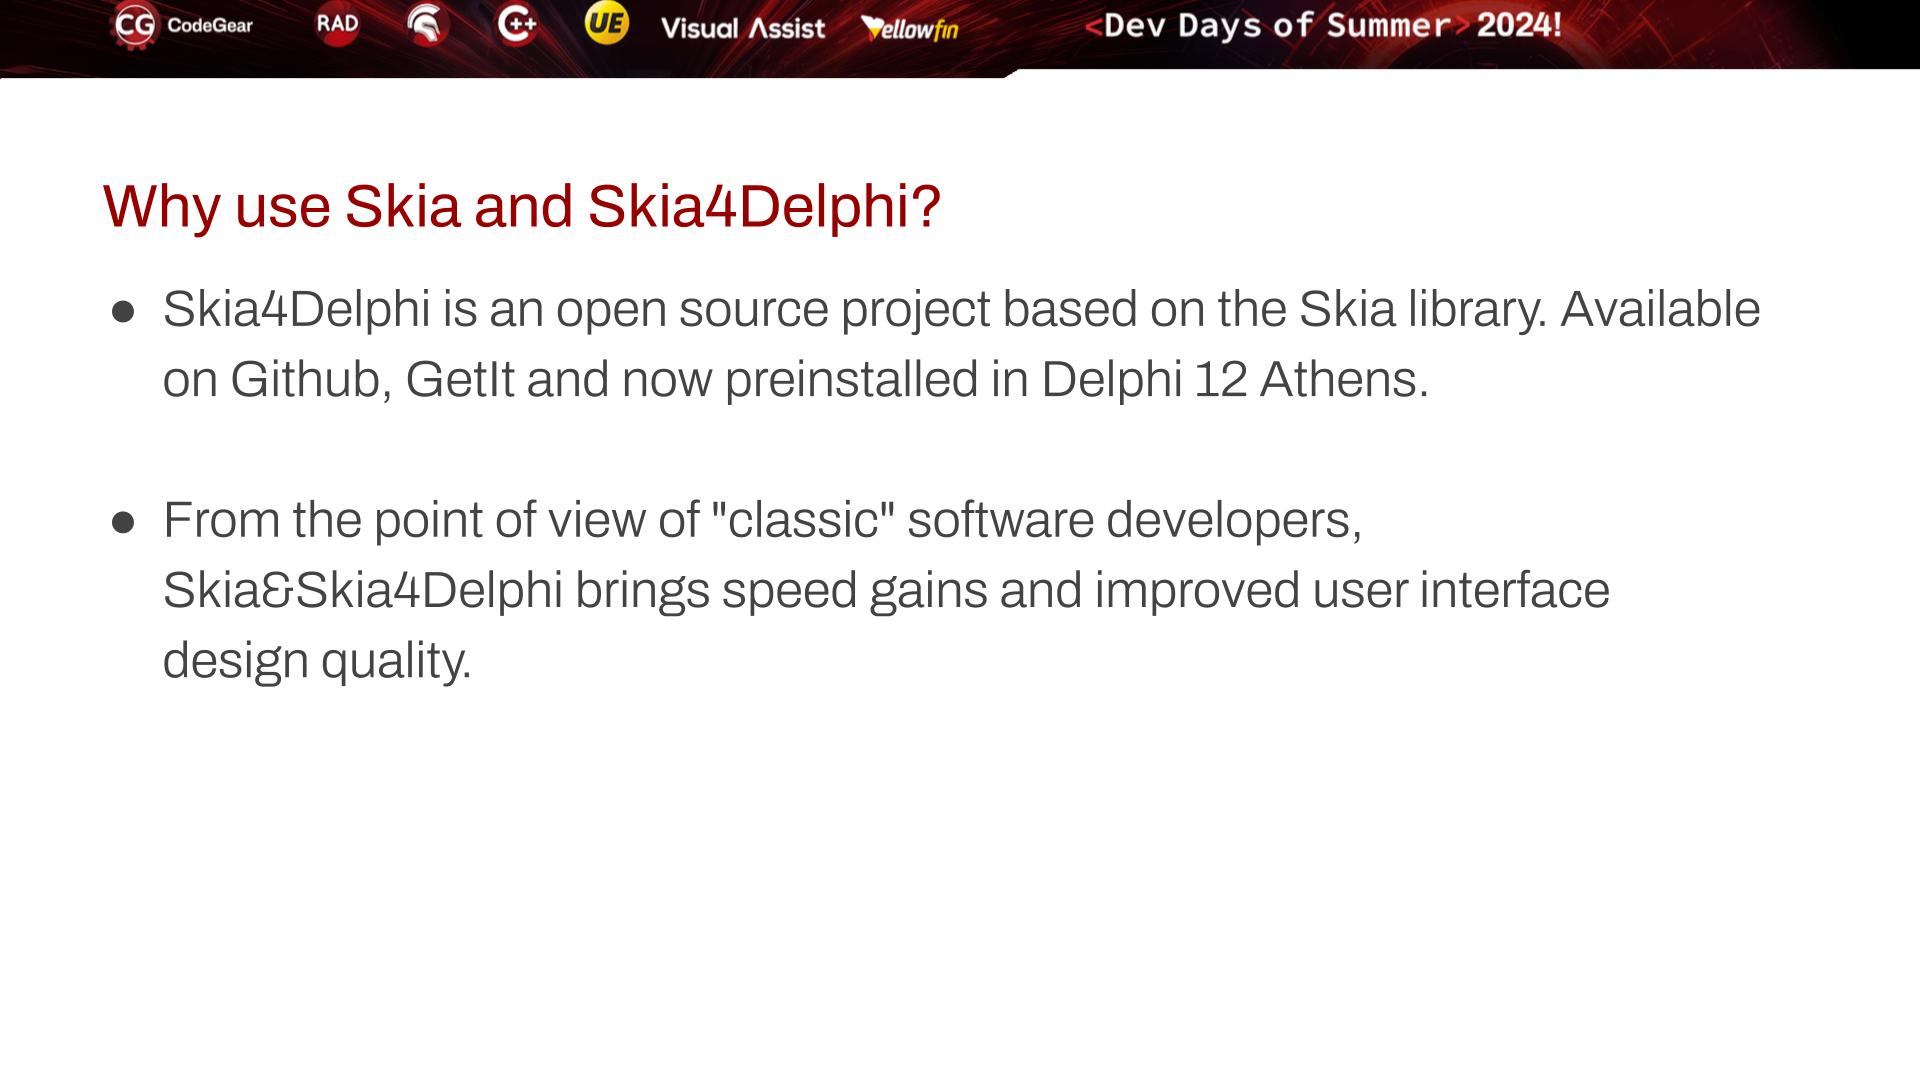 CG CodeGear RAD C++ UE Visual Assist Yellowfin <Dev Days of Summer> 2024!
Why use Skia and Skia4Delphi?
● Skia4Delphi is an open source project based on the Skia library. Available
on Github, GetIt and now preinstalled in Delphi 12 Athens.
● From the point of view of "classic" software developers,
Skia&Skia4Delphi brings speed gains and improved user interface
design quality.